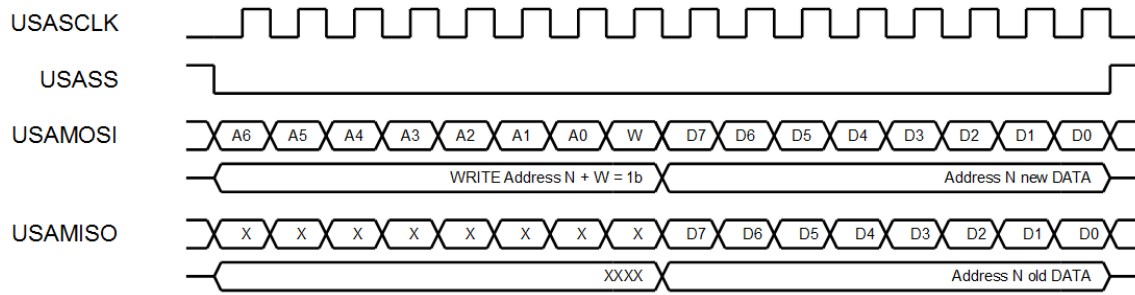 USASCLK
USASS
USAMOSI A6 A5 A4 A3 A2 A1 A0 W D7 D6 D5 D4 D3 D2 D1 D0
WRITE Address N + W = 1b Address N new DATA
USAMISO X X X X X X X X D7 D6 D5 D4 D3 D2 D1 D0
XXXX Address N old DATA